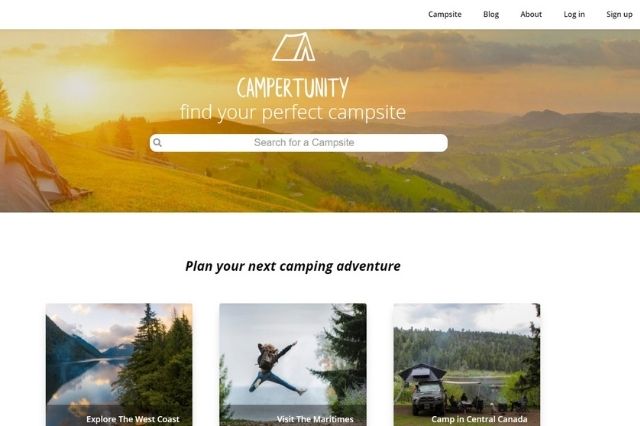 Campsite Blog About Log in Sign up
CAMPERTUNITY
find your perfect campsite
Search for a Campsite
Plan your next camping adventure
Explore The West Coast
Visit The Maritimes
Camp in Central Canada